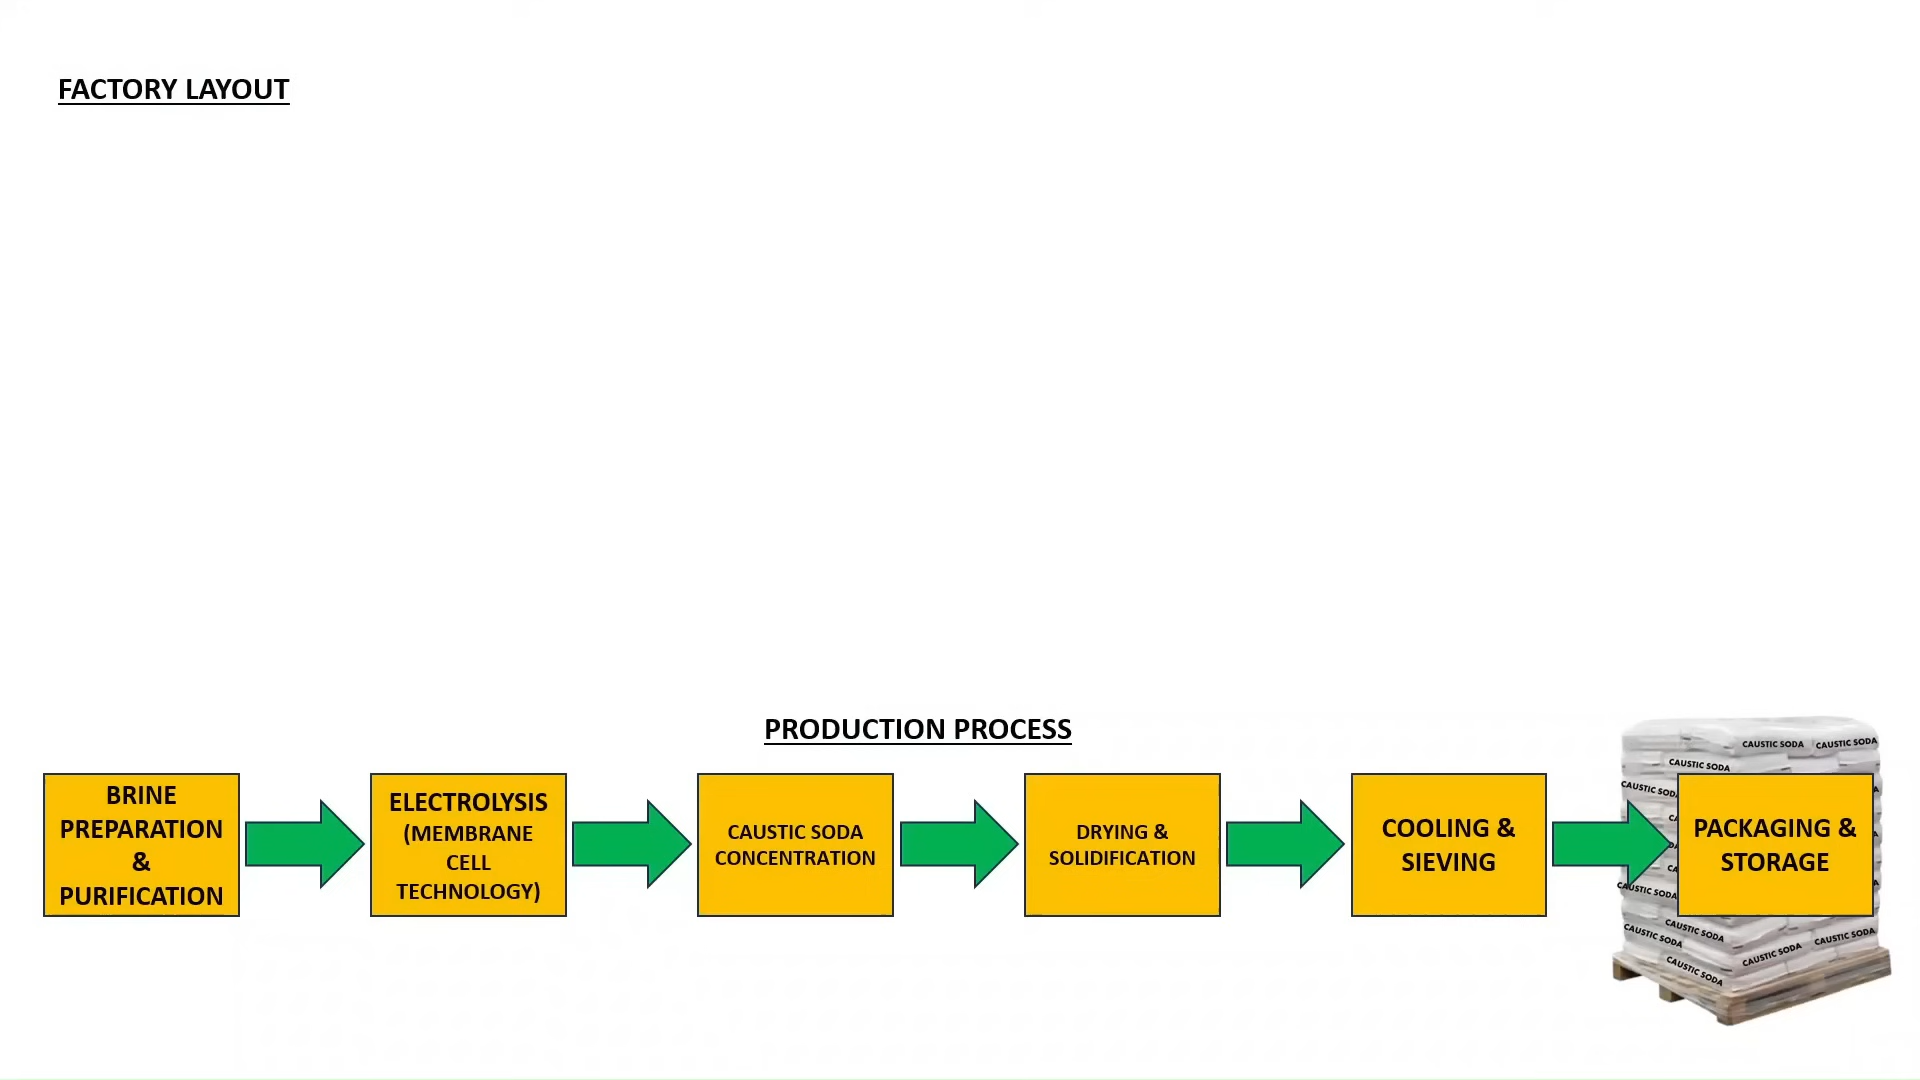 FACTORY LAYOUT
PRODUCTION PROCESS
BRINE
PREPARATION
&
PURIFICATION
ELECTROLYSIS
(MEMBRANE
CELL
TECHNOLOGY)
CAUSTIC SODA
CONCENTRATION
DRYING &
SOLIDIFICATION
COOLING &
SIEVING
PACKAGING &
STORAGE
CAUSTIC SODA
CAUSTIC SODA
CAUSTIC SODA
CAUSTIC SODA
CAUSTIC SODA
CAUSTIC SODA
CAUSTIC SODA
CAUSTIC SODA
CAUSTIC SODA
CAUSTIC SODA